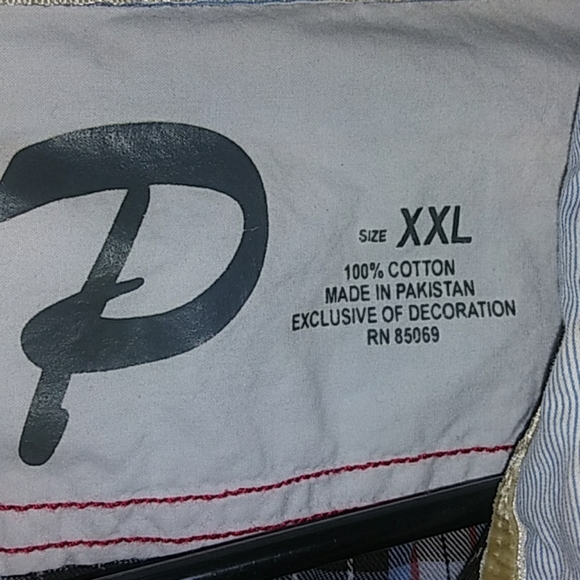 P
SIZE XXL
100% COTTON
MADE IN PAKISTAN
EXCLUSIVE OF DECORATION
RN 85069